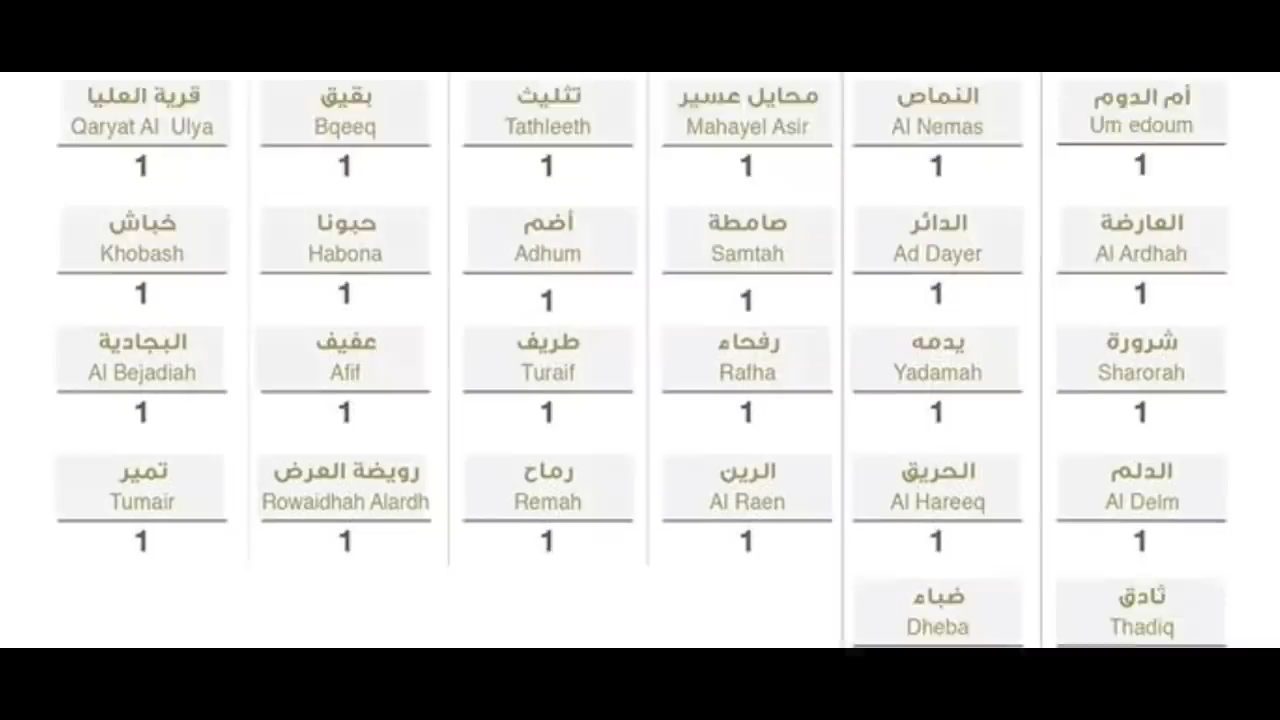 أم الدوم
Um edoum
1
النماص
Al Nemas
1
محايل عسير
Mahayel Asir
1
تثليث
Tathleeth
1
بقيق
Bqeeq
1
قرية العليا
Qaryat Al Ulya
1
العارضة
Al Ardhah
1
الدائر
Ad Dayer
1
صامطة
Samtah
1
أضم
Adhum
1
حبونا
Habona
1
خباش
Khobash
1
شرورة
Sharorah
1
يدمه
Yadamah
1
رفحاء
Rafha
1
طريف
Turaif
1
عفيف
Afif
1
البجادية
Al Bejadiah
1
الدلم
Al Delm
1
الحريق
Al Hareeq
1
الرين
Al Raen
1
رماح
Remah
1
رويضة العرض
Rowaidhah Alardh
1
تمير
Tumair
1
ثادق
Thadiq
ضباء
Dheba